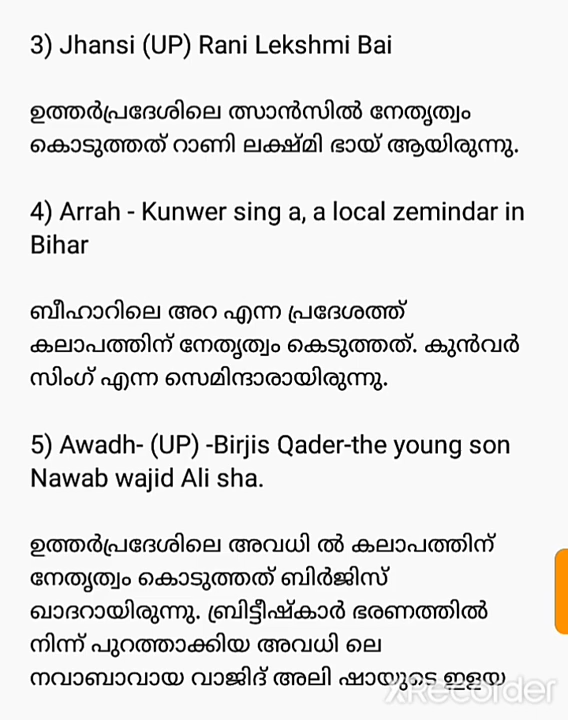 3) Jhansi (UP) Rani Lekshmi Bai
ഉത്തർപ്രദേശിലെ ത്സാൻസിൽ നേതൃത്വം
കൊടുത്തത് റാണി ലക്ഷ്മി ഭായ് ആയിരുന്നു.
4) Arrah - Kunwer sing a, a local zemindar in
Bihar
ബീഹാറിലെ അറ എന്ന പ്രദേശത്ത്
കലാപത്തിന് നേതൃത്വം കെടുത്തത്. കുൻവർ
സിംഗ് എന്ന സെമിന്ദാരായിരുന്നു.
5) Awadh- (UP) -Birjis Qader-the young son
Nawab wajid Ali sha.
ഉത്തർപ്രദേശിലെ അവധി ൽ കലാപത്തിന്
നേതൃത്വം കൊടുത്തത് ബിർജിസ്
ഖാദറായിരുന്നു. ബ്രിട്ടീഷ്കാർ ഭരണത്തിൽ
നിന്ന് പുറത്താക്കിയ അവധി ലെ
നവാബാവായ വാജിദ് അലി ഷായുടെ ഇളയ
XRecorder